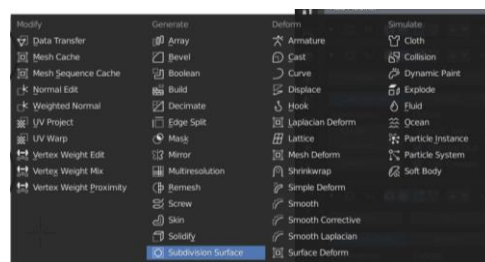 Modify
Data Transfer
Mesh Cache
Mesh Sequence Cache
Normal Edit
Weighted Normal
UV Project
UV Warp
Vertex Weight Edit
Vertex Weight Mix
Vertex Weight Proximity
Generate
Array
Bevel
Boolean
Build
Decimate
Edge Split
Mask
Mirror
Multiresolution
Remesh
Screw
Skin
Solidify
Subdivision Surface
Deform
Armature
Cast
Curve
Displace
Hook
Laplacian Deform
Lattice
Mesh Deform
Shrinkwrap
Simple Deform
Smooth
Smooth Corrective
Smooth Laplacian
Surface Deform
Simulate
Cloth
Collision
Dynamic Paint
Explode
Fluid
Ocean
Particle Instance
Particle System
Soft Body